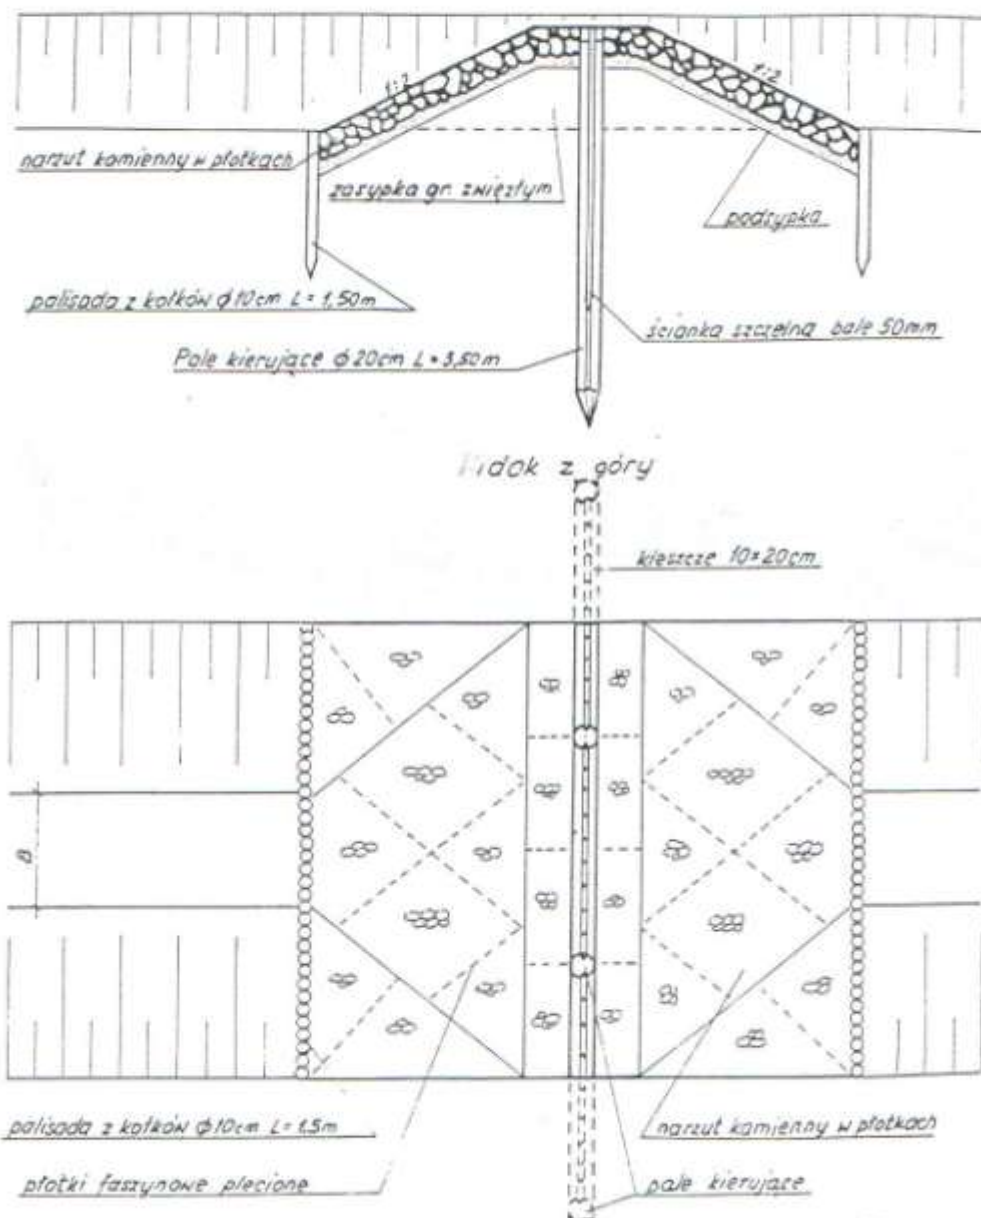 1:2
1:2
narzut kamienny w płotkach
zasypka gr. zwięzłym
podsypka
palisada z kołków ϕ10cm L= 1,50m
ścianka szczelna bale 50mm
Pale kierujące ϕ 20cm L= 3,50m
Widok z góry
kleszcze 10×20cm
B
palisada z kołków ϕ10cm L= 1,5m
narzut kamienny w płotkach
płotki faszynowe plecione
pale kierujące